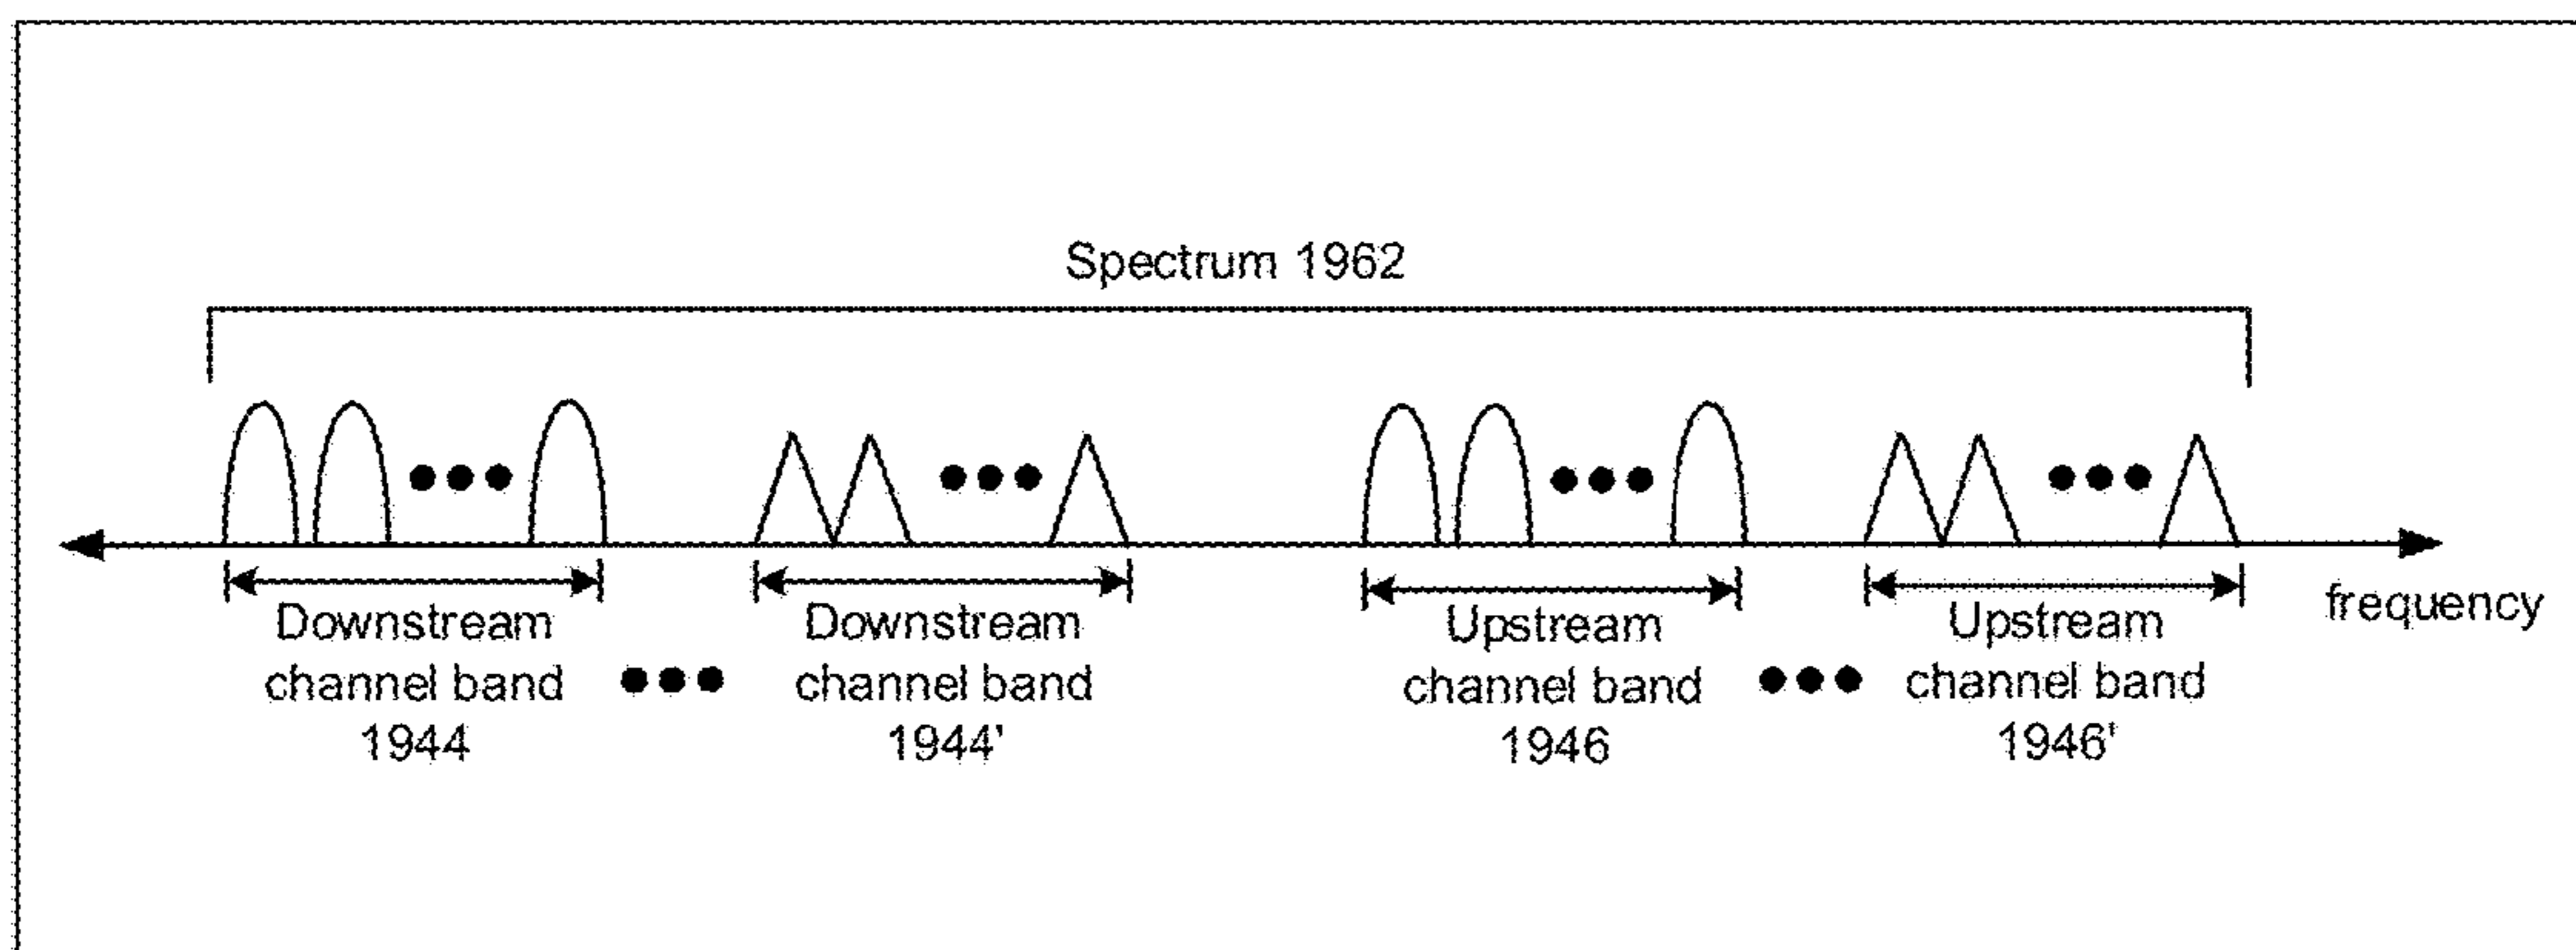 Spectrum 1962
frequency
Downstream
channel band
1944
Downstream
channel band
1944'
Upstream
channel band
1946
Upstream
channel band
1946'